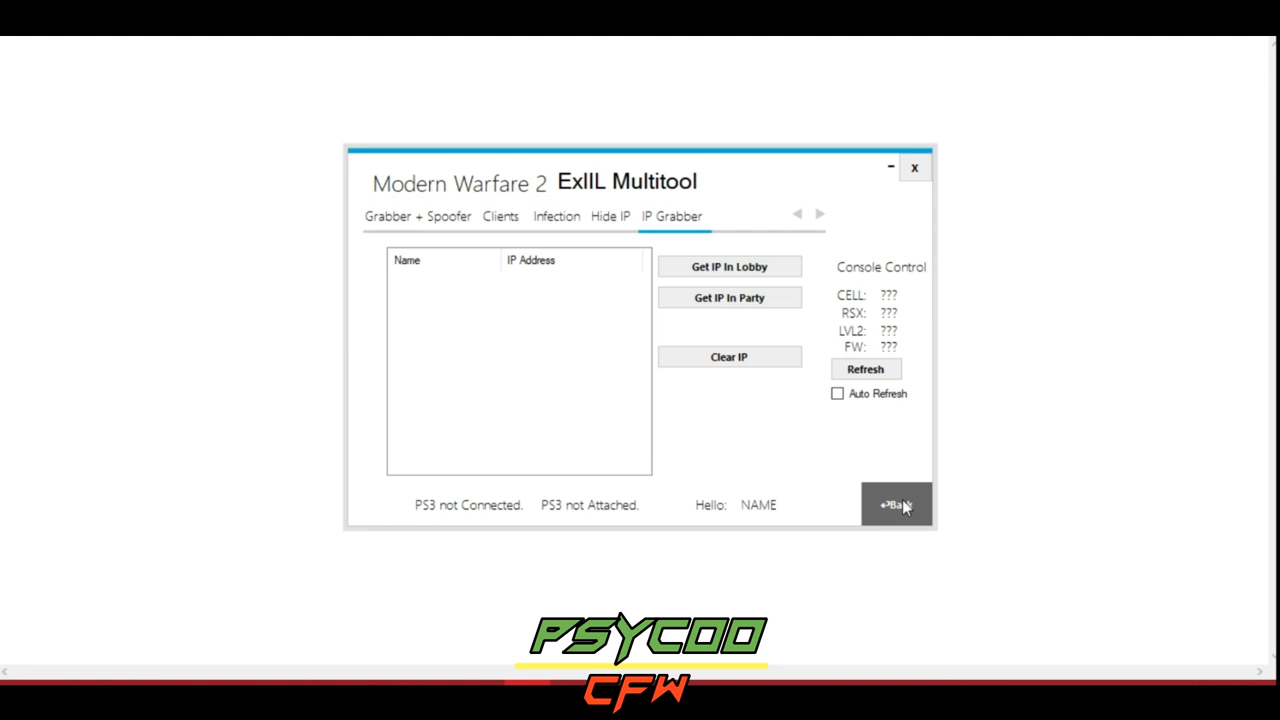 Modern Warfare 2 ExIIL Multitool
- x
Grabber + Spoofer Clients Infection Hide IP IP Grabber
Name IP Address
Get IP In Lobby
Get IP In Party
Clear IP
Console Control
CELL: ???
RSX: ???
LVL2: ???
FW: ???
Refresh
Auto Refresh
PS3 not Connected. PS3 not Attached. Hello: NAME
PSYCOO
CFW